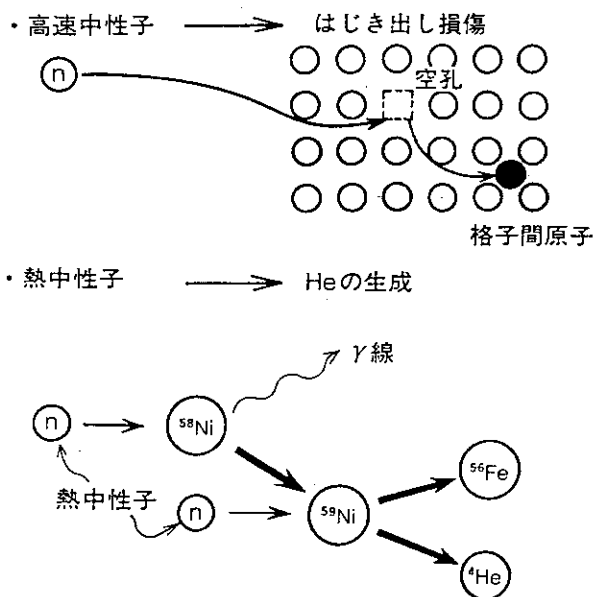 ・高速中性子 → はじき出し損傷
n
空孔
格子間原子
・熱中性子 → Heの生成
γ線
n
⁵⁸Ni
⁵⁶Fe
熱中性子
n
⁵⁹Ni
⁴He